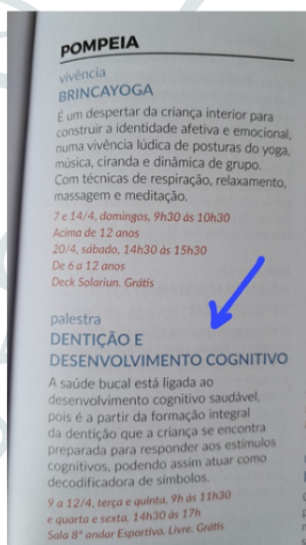 POMPEIA
vivência
BRINCAYOGA
É um despertar da criança interior para
construir a identidade afetiva e emocional,
numa vivência lúdica de posturas do yoga,
música, ciranda e dinâmica de grupo.
Com técnicas de respiração, relaxamento,
massagem e meditação.
7 e 14/4, domingos, 9h30 às 10h30
Acima de 12 anos
20/4, sábado, 14h30 às 15h30
De 6 a 12 anos
Deck Solarium. Grátis
palestra
DENTIÇÃO E
DESENVOLVIMENTO COGNITIVO
A saúde bucal está ligada ao
desenvolvimento cognitivo saudável,
pois é a partir da formação integral
da dentição que a criança se encontra
preparada para responder aos estímulos
cognitivos, podendo assim atuar como
decodificadora de símbolos.
9 a 12/4, terça e quinta, 9h às 11h30
e quarta e sexta, 14h30 às 17h
Sala 8º andar Esportivo. Livre. Grátis